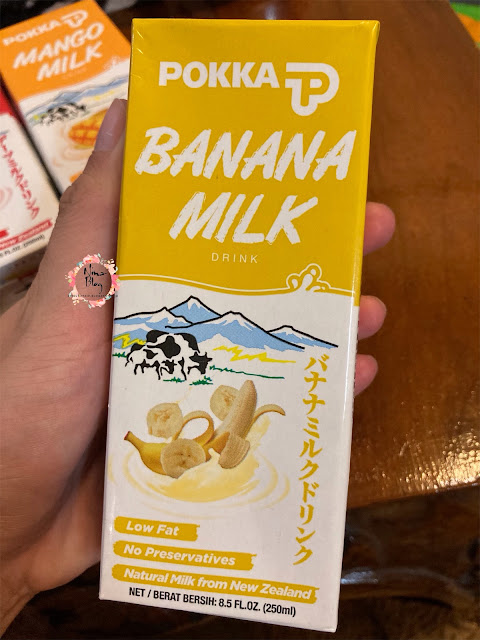 POKKA
MANGO
MILK
DRINK
POKKA
BANANA
MILK
DRINK
バナナミルクドリンク
Low Fat
No Preservatives
Natural Milk from New Zealand
NET / BERAT BERSIH: 8.5 FL.OZ. (250ml)